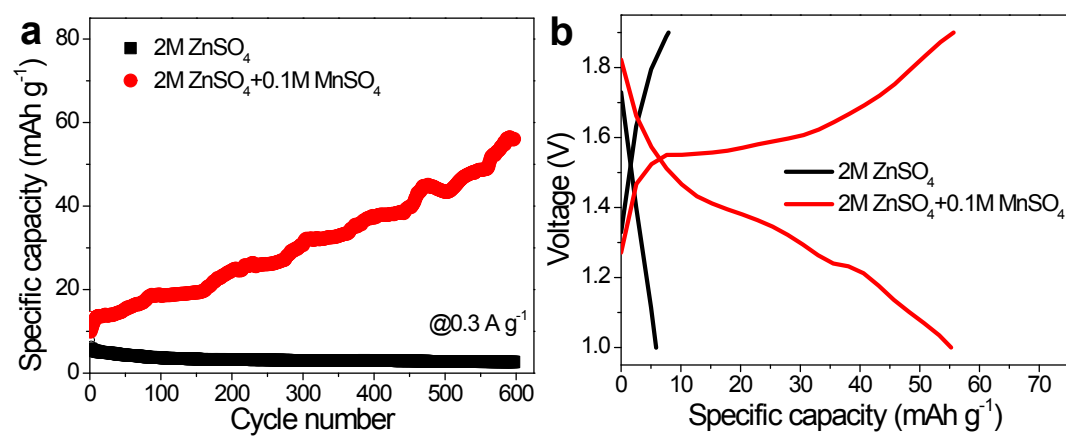 a
80
60
40
20
0
Specific capacity (mAh g⁻¹)
2M ZnSO₄
2M ZnSO₄+0.1M MnSO₄
@0.3 A g⁻¹
0 100 200 300 400 500 600
Cycle number
b
1.8
1.6
1.4
1.2
1.0
Voltage (V)
2M ZnSO₄
2M ZnSO₄+0.1M MnSO₄
0 10 20 30 40 50 60 70
Specific capacity (mAh g⁻¹)